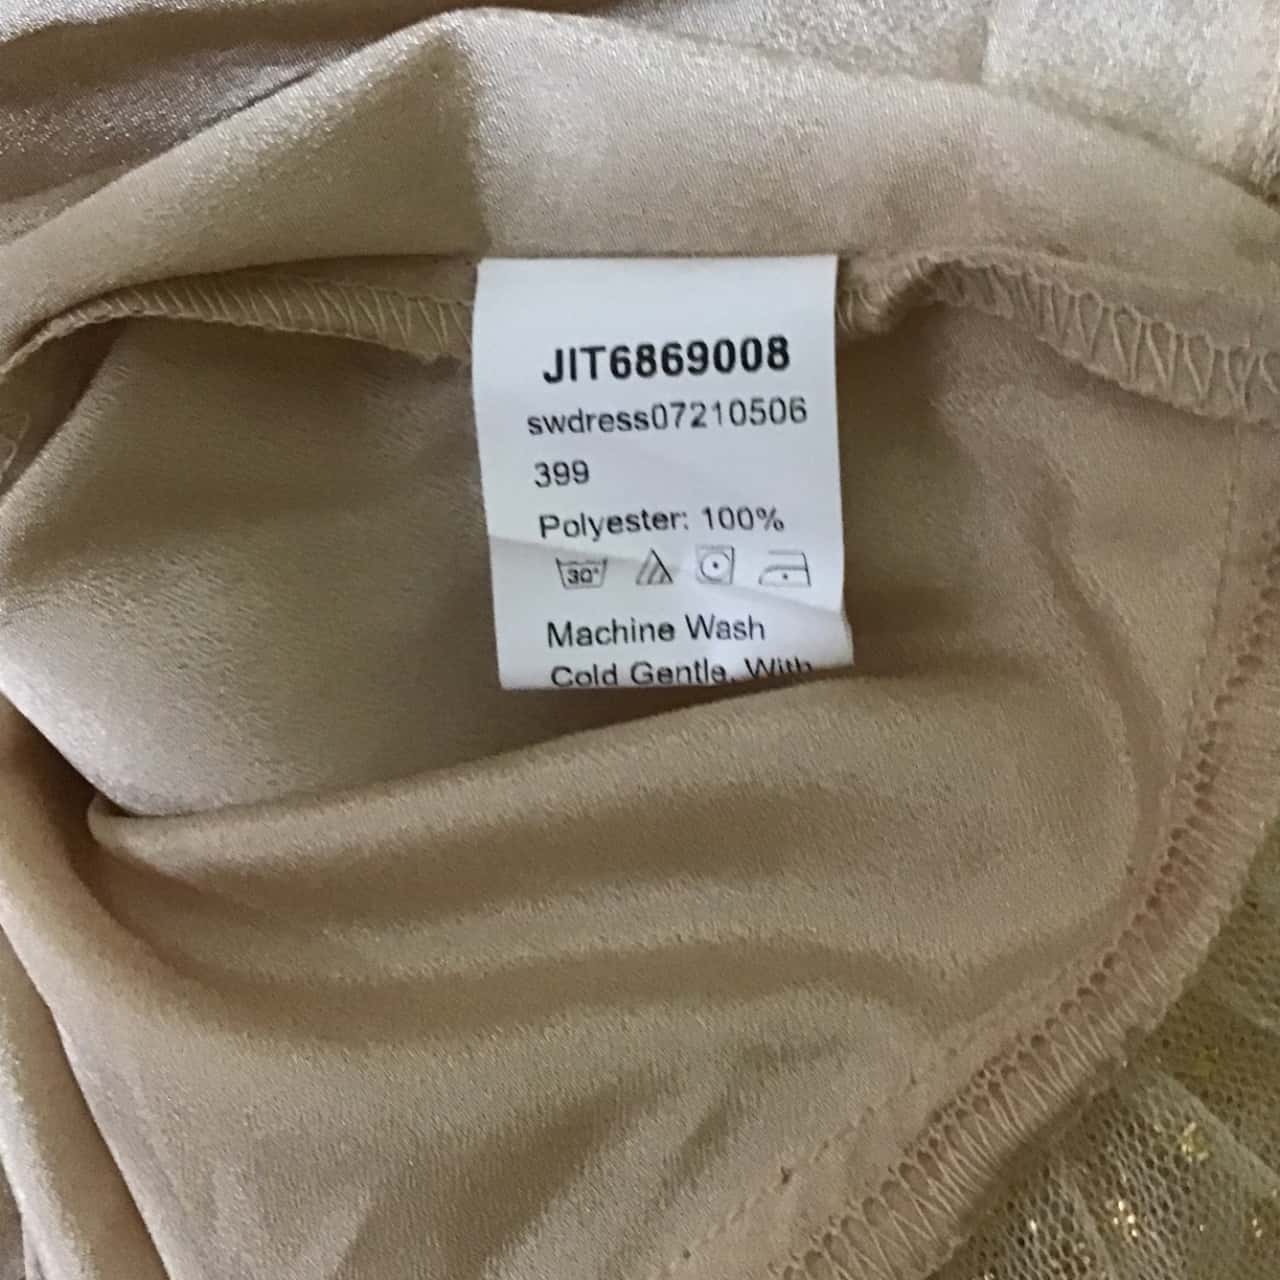 JIT6869008
swdress07210506
399
Polyester: 100%
30°
Machine Wash
Cold Gentle. With